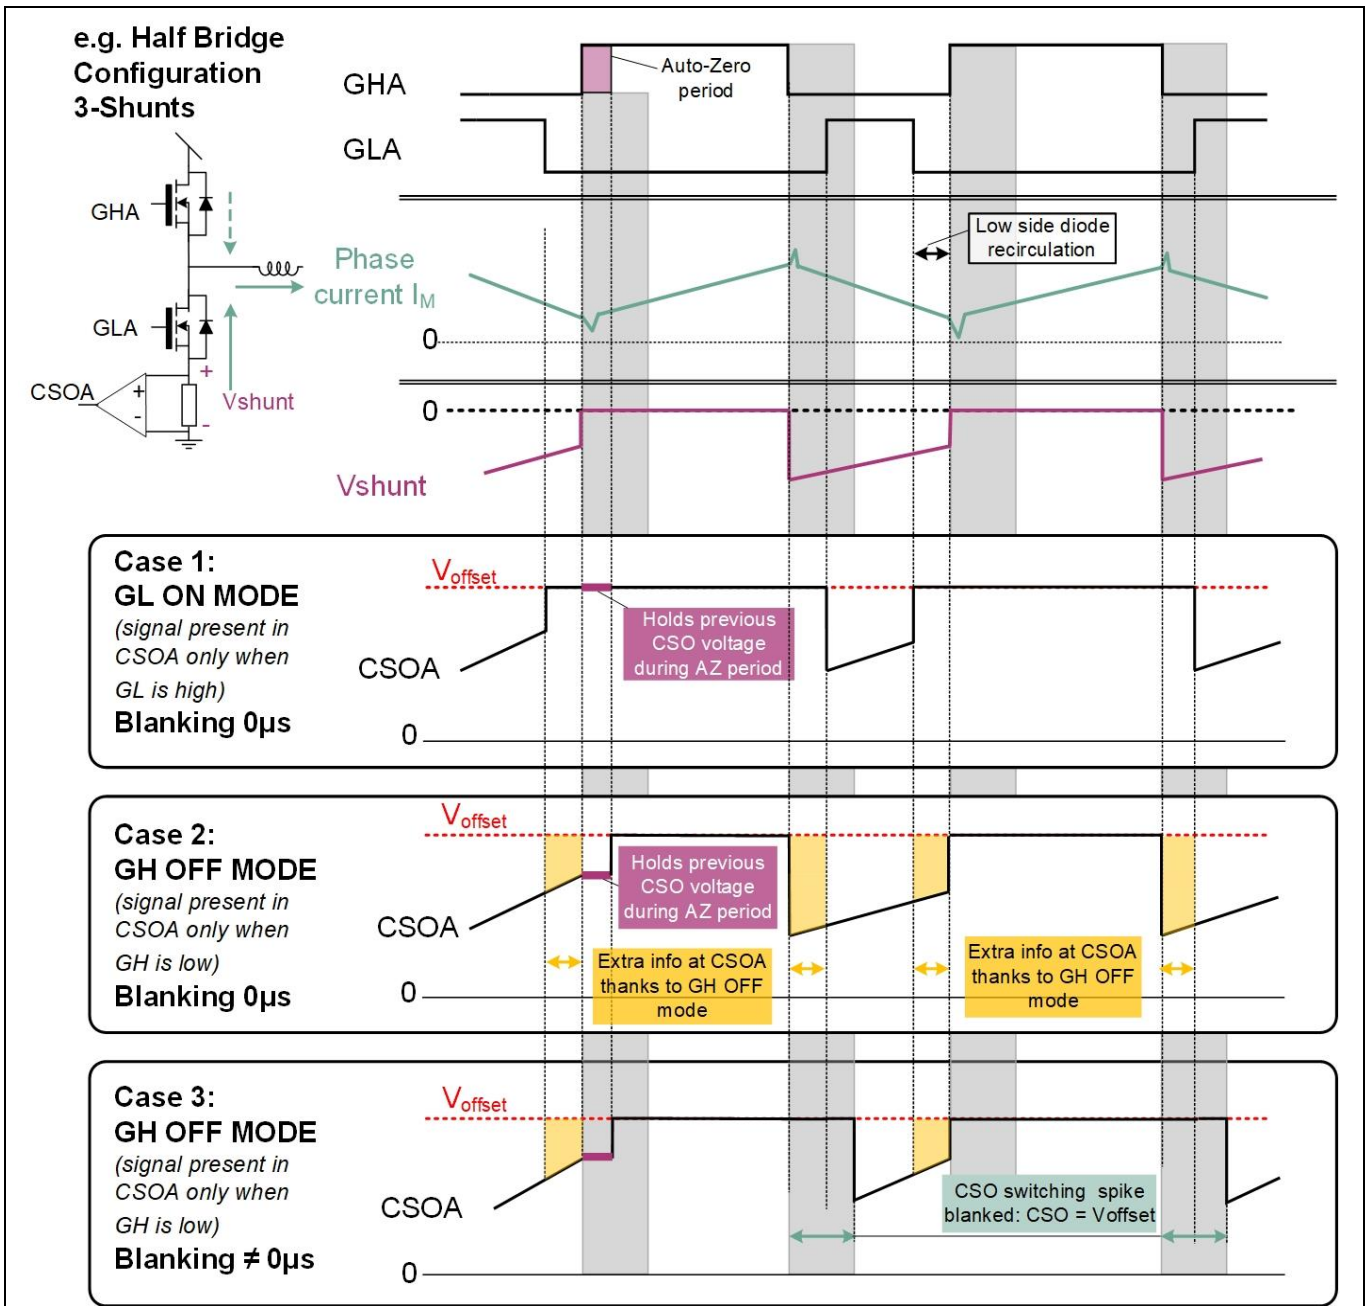 e.g. Half Bridge
Configuration
3-Shunts
GHA
Auto-Zero
period
GLA
GHA
Low side diode
recirculation
Phase
current IM
GLA
0
+
CSOA
+
-
Vshunt
-
0
Vshunt
Case 1:
GL ON MODE
(signal present in
CSOA only when
GL is high)
Blanking 0µs
Voffset
Holds previous
CSO voltage
during AZ period
CSOA
0
Case 2:
GH OFF MODE
(signal present in
CSOA only when
GH is low)
Blanking 0µs
Voffset
Holds previous
CSO voltage
during AZ period
CSOA
Extra info at CSOA
thanks to GH OFF
mode
Extra info at CSOA
thanks to GH OFF
mode
0
Case 3:
GH OFF MODE
(signal present in
CSOA only when
GH is low)
Blanking ≠ 0µs
Voffset
CSOA
CSO switching spike
blanked: CSO = Voffset
0